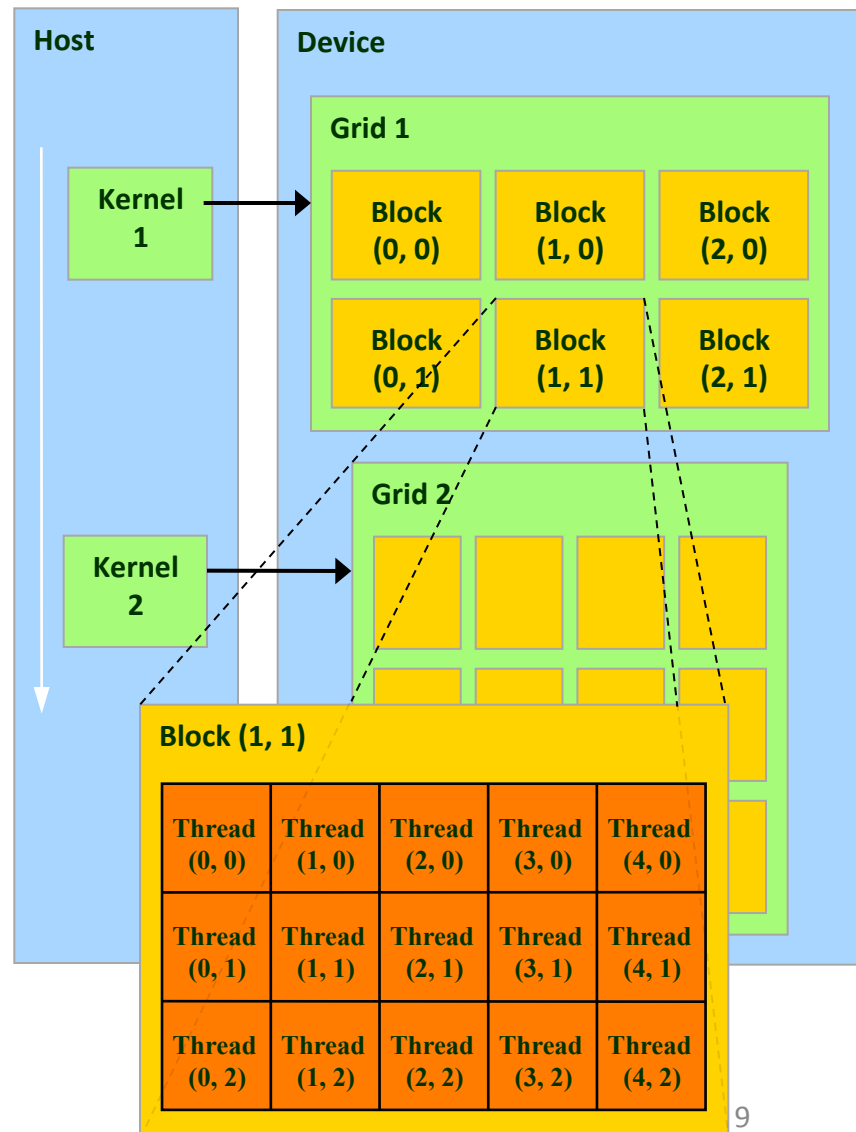 Host
Device
Grid 1
Kernel
1
Block
(0, 0)
Block
(1, 0)
Block
(2, 0)
Block
(0, 1)
Block
(1, 1)
Block
(2, 1)
Grid 2
Kernel
2
Block (1, 1)
Thread
(0, 0)
Thread
(1, 0)
Thread
(2, 0)
Thread
(3, 0)
Thread
(4, 0)
Thread
(0, 1)
Thread
(1, 1)
Thread
(2, 1)
Thread
(3, 1)
Thread
(4, 1)
Thread
(0, 2)
Thread
(1, 2)
Thread
(2, 2)
Thread
(3, 2)
Thread
(4, 2)
9